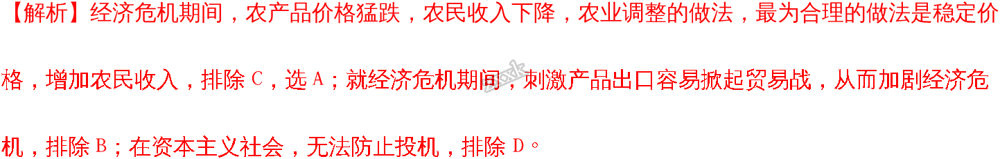 【解析】经济危机期间，农产品价格猛跌，农民收入下降，农业调整的做法，最为合理的做法是稳定价
格，增加农民收入，排除 C，选 A；就经济危机期间，刺激产品出口容易掀起贸易战，从而加剧经济危
机，排除 B；在资本主义社会，无法防止投机，排除 D。